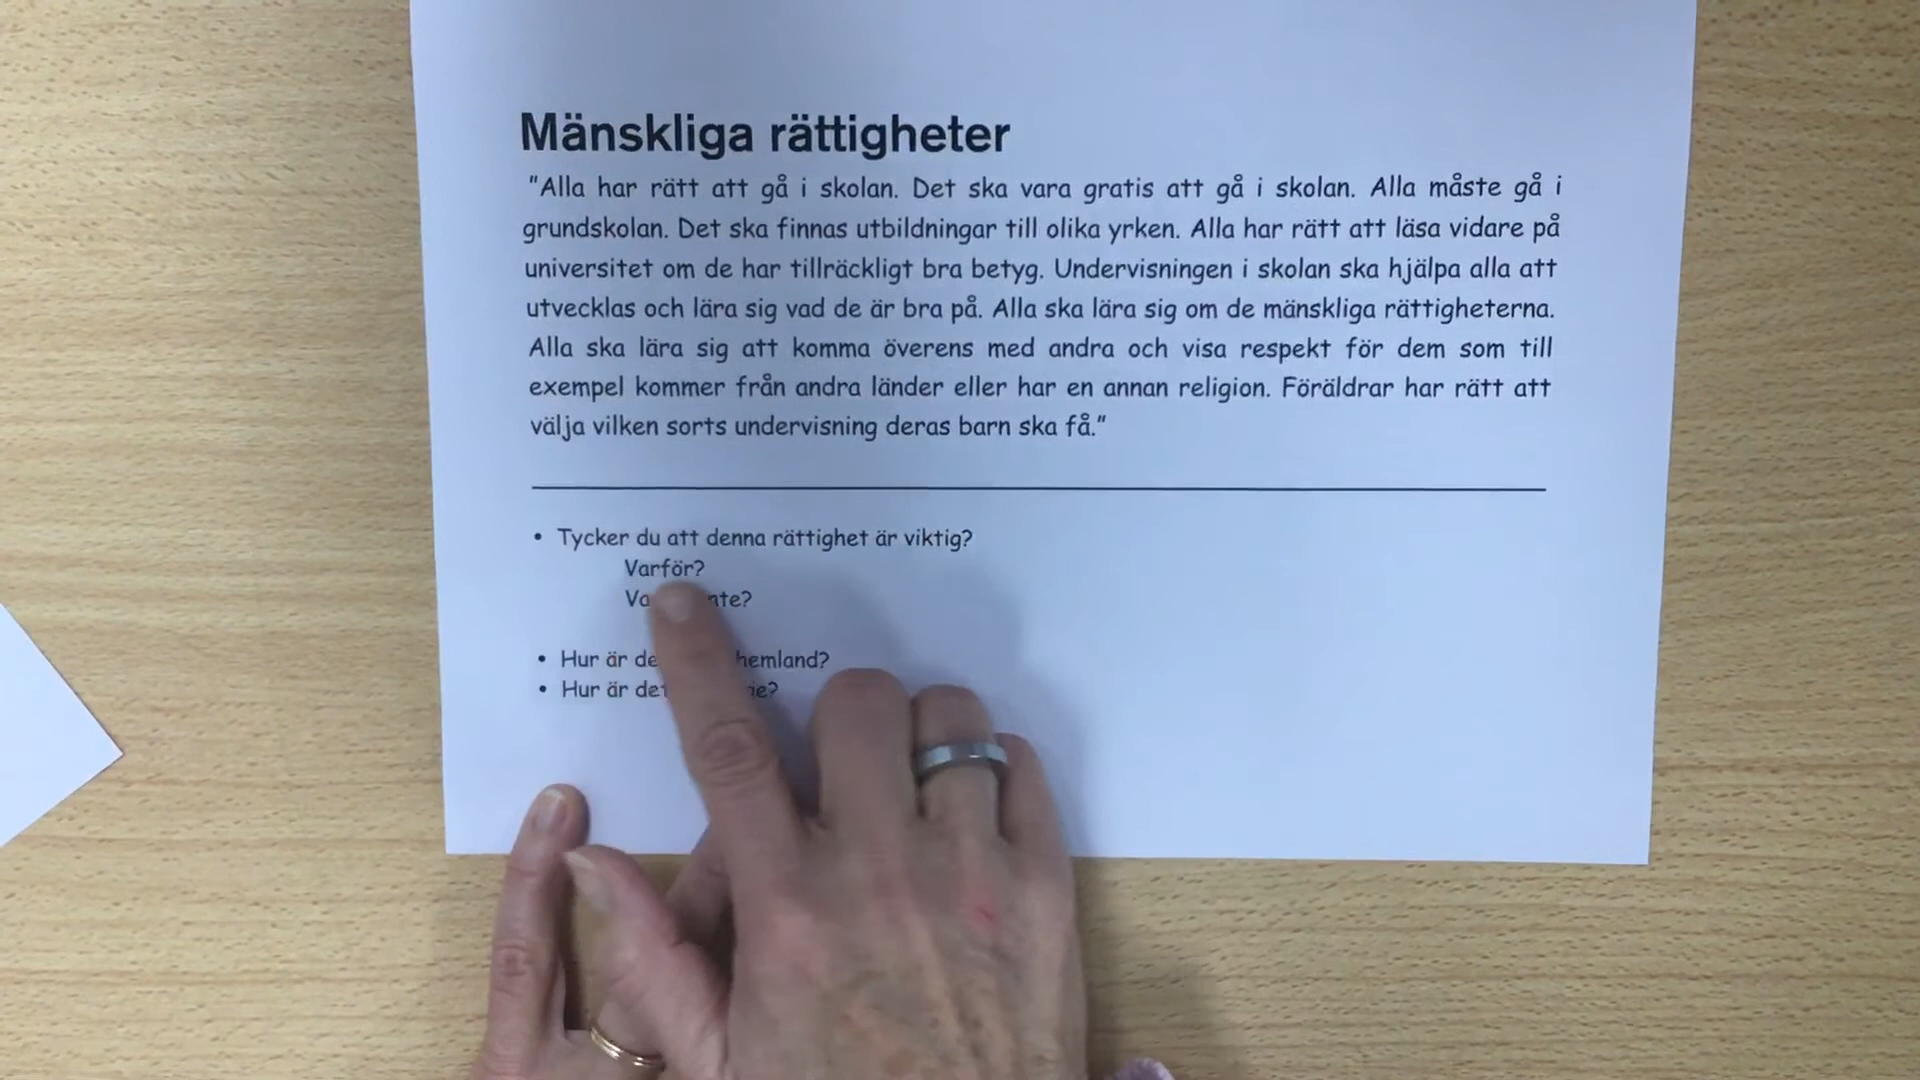 Mänskliga rättigheter
"Alla har rätt att gå i skolan. Det ska vara gratis att gå i skolan. Alla måste gå i
grundskolan. Det ska finnas utbildningar till olika yrken. Alla har rätt att läsa vidare på
universitet om de har tillräckligt bra betyg. Undervisningen i skolan ska hjälpa alla att
utvecklas och lära sig vad de är bra på. Alla ska lära sig om de mänskliga rättigheterna.
Alla ska lära sig att komma överens med andra och visa respekt för dem som till
exempel kommer från andra länder eller har en annan religion. Föräldrar har rätt att
välja vilken sorts undervisning deras barn ska få."
• Tycker du att denna rättighet är viktig?
Varför?
• Hur är hemland?
• Hur är